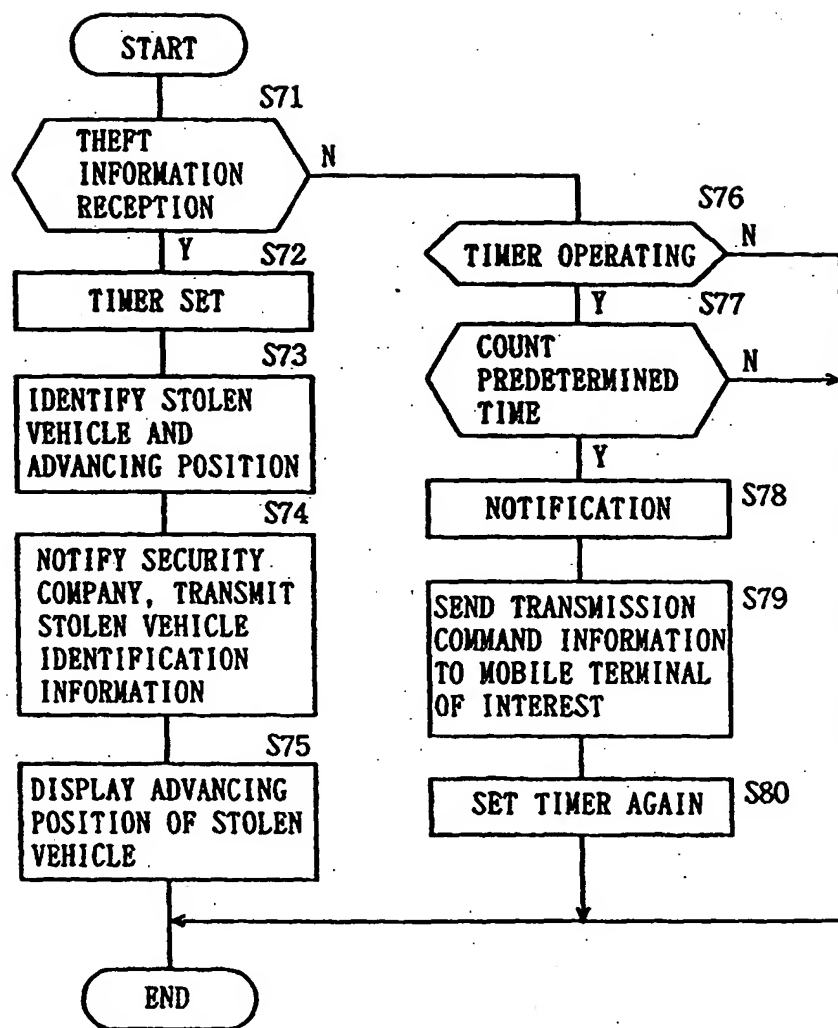 START
S71
THEFT
INFORMATION
RECEPTION
N
Y
S72
TIMER SET
S73
IDENTIFY STOLEN
VEHICLE AND
ADVANCING POSITION
S74
NOTIFY SECURITY
COMPANY, TRANSMIT
STOLEN VEHICLE
IDENTIFICATION
INFORMATION
S75
DISPLAY ADVANCING
POSITION OF STOLEN
VEHICLE
END
S76
TIMER OPERATING
N
Y
S77
COUNT
PREDETERMINED
TIME
N
Y
NOTIFICATION
S78
SEND TRANSMISSION
COMMAND INFORMATION
TO MOBILE TERMINAL
OF INTEREST
S79
SET TIMER AGAIN
S80